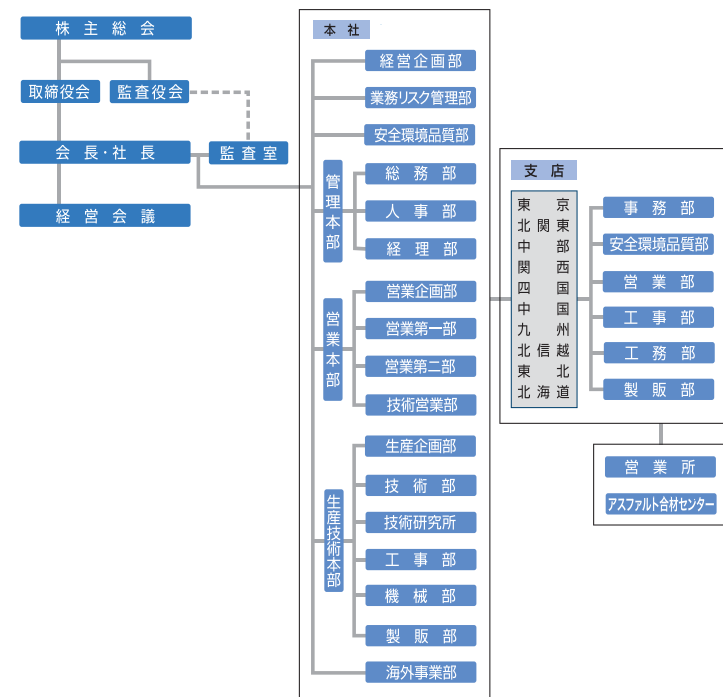 株主総会
取締役会
監査役会
会長・社長
監査室
経営会議
本社
経営企画部
業務リスク管理部
安全環境品質部
管理本部
総務部
人事部
経理部
営業本部
営業企画部
営業第一部
営業第二部
技術営業部
生産技術本部
生産企画部
技術部
技術研究所
工事部
機械部
製販部
海外事業部
支店
東京
北関東
中部
関西
四国
中国
九州
北信越
東北
北海道
事務部
安全環境品質部
営業部
工事部
工務部
製販部
営業所
アスファルト合材センター